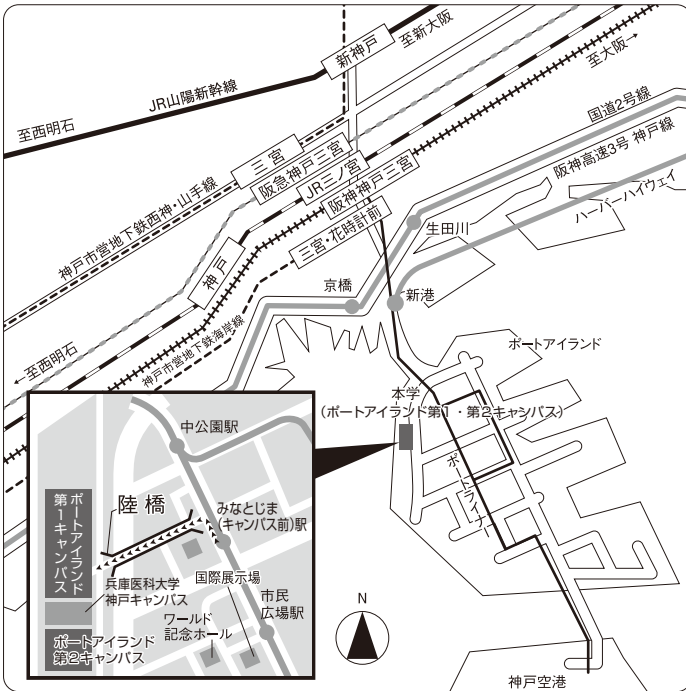 新神戸
至新大阪
JR山陽新幹線
至西明石
至大阪→
国道2号線
三宮
阪急神戸三宮
JR三ノ宮
阪神神戸三宮
阪神高速3号 神戸線
ハーバーハイウェイ
神戸市営地下鉄西神・山手線
三宮・花時計前
生田川
神戸
京橋
新港
←至西明石
神戸市営地下鉄海岸線
ポートアイランド
本学
(ポートアイランド第1・第2キャンパス)
ポートライナー
中公園駅
陸橋
みなとじま
(キャンパス前)駅
ポートアイランド
第1キャンパス
兵庫医科大学
神戸キャンパス
国際展示場
市民
広場駅
ワールド
記念ホール
ポートアイランド
第2キャンパス
N
神戸空港